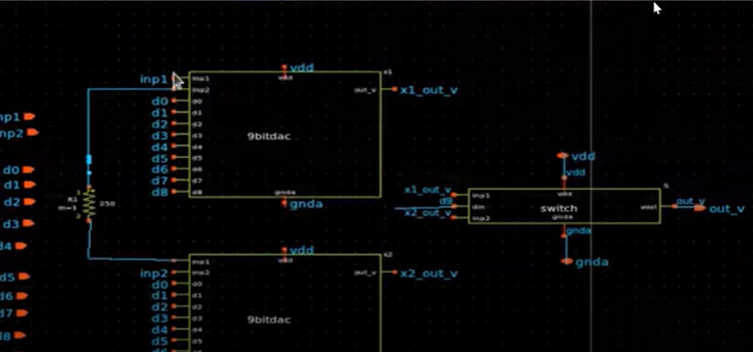 vdd
inp1
inp1
vdd
x1
inp2
out_v
x1_out_v
d0
d0
d1
d1
np1
d2
d2
np2
d3
d3
9bitdac
d4
d4
d5
d5
vdd
d6
d6
vdd
d0
d7
d7
d1
d8
d8
gnda
x1_out_v
inp1
vdd
d2
1
R1
m=1
250
2
gnda
d9
dm
switch
vout
out_v
out_v
x2_out_v
inp2
gnda
d3
gnda
d4
vdd
x2
inp1
vdd
gnda
inp2
inp2
out_v
x2_out_v
d5
d0
d0
d1
d1
d6
d2
d2
d7
d3
d3
9bitdac
d4
d4
d8
d5
d5